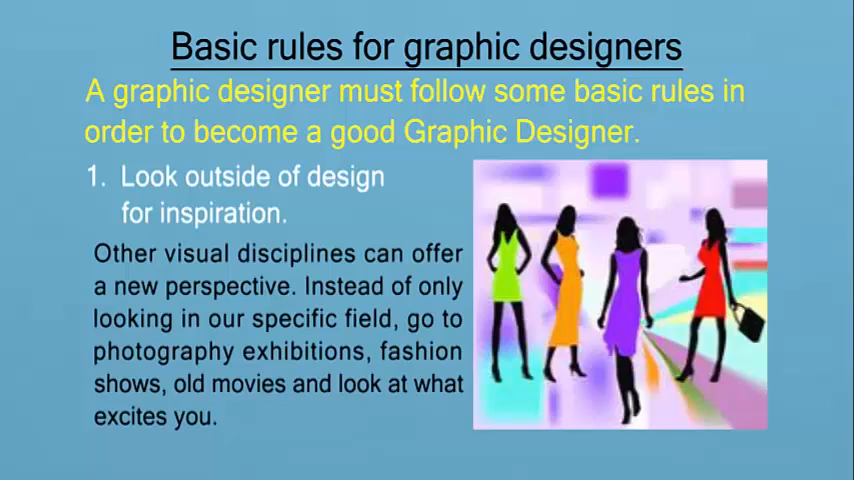 Basic rules for graphic designers
A graphic designer must follow some basic rules in
order to become a good Graphic Designer.
1. Look outside of design
for inspiration.
Other visual disciplines can offer
a new perspective. Instead of only
looking in our specific field, go to
photography exhibitions, fashion
shows, old movies and look at what
excites you.